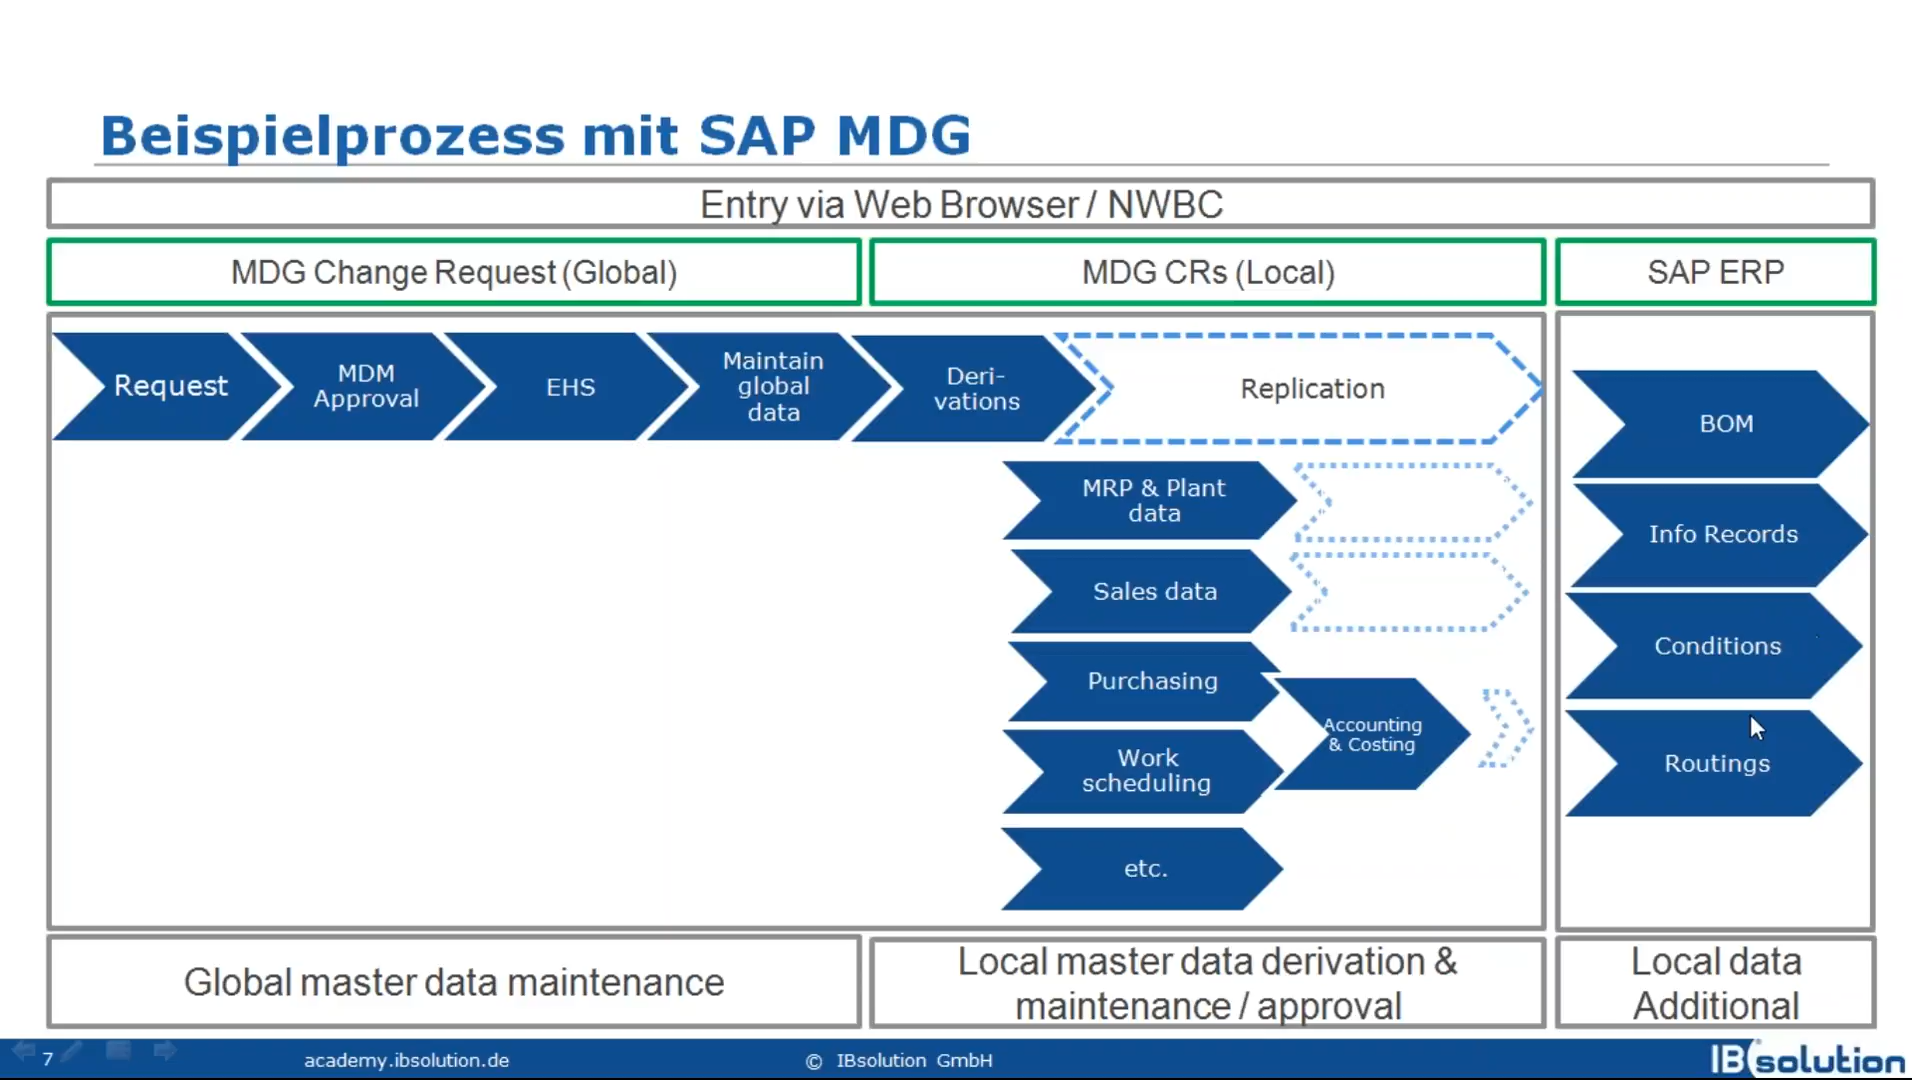 Beispielprozess mit SAP MDG
Entry via Web Browser / NWBC
MDG Change Request (Global)
MDG CRs (Local)
SAP ERP
Request
MDM
Approval
EHS
Maintain
global
data
Deri-
vations
Replication
MRP & Plant
data
Sales data
Purchasing
Work
scheduling
etc.
Accounting
& Costing
BOM
Info Records
Conditions
Routings
Global master data maintenance
Local master data derivation &
maintenance / approval
Local data
Additional
7
academy.ibsolution.de
© IBsolution GmbH
IBsolution